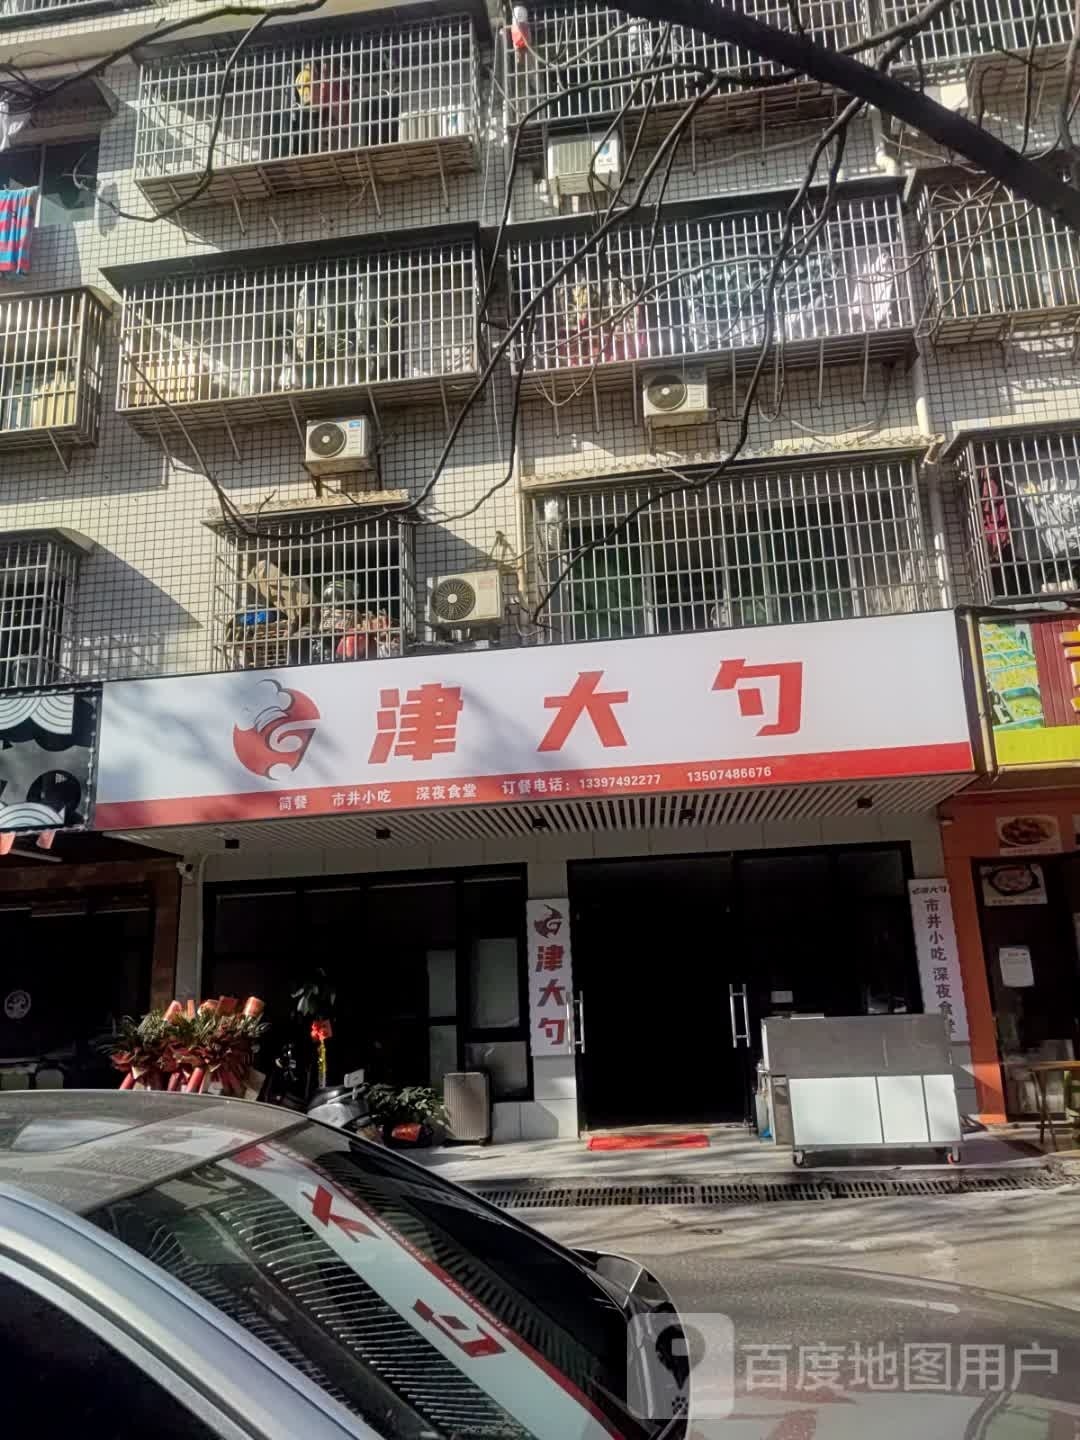 津大勺
简餐 市井小吃 深夜食堂 订餐电话：13397492277 13507486676
津大勺
津大勺
市井小吃 深夜食堂
百度地图用户